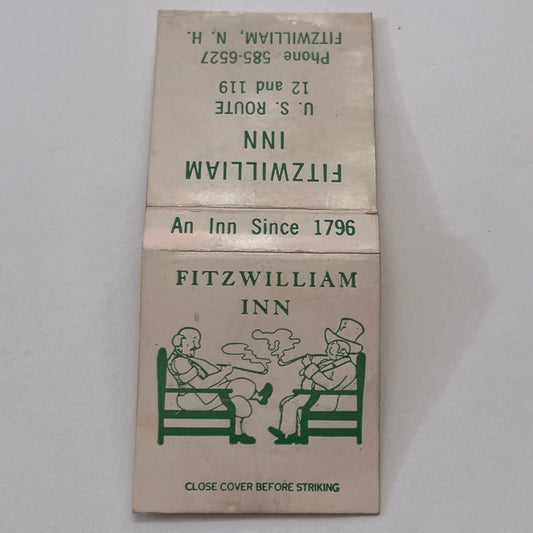 FITZWILLIAM
INN
U. S. ROUTE
12 and 119
Phone 585-6527
FITZWILLIAM, N. H.
An Inn Since 1796
FITZWILLIAM
INN
CLOSE COVER BEFORE STRIKING